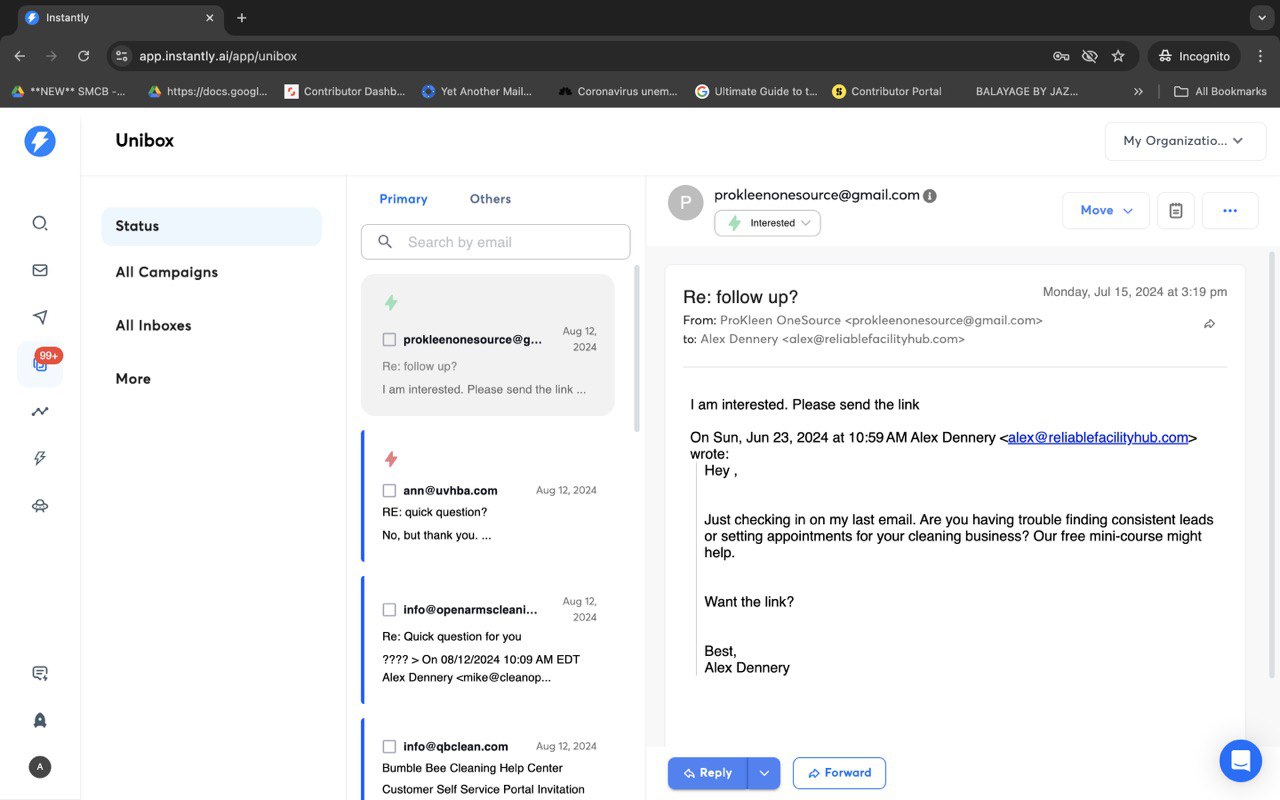 Instantly
app.instantly.ai/app/unibox
Incognito
**NEW** SMCB -...
https://docs.googl...
Contributor Dashb...
Yet Another Mail...
Coronavirus unem...
Ultimate Guide to t...
Contributor Portal
BALAYAGE BY JAZ...
All Bookmarks
Unibox
My Organizatio...
99+
A
Status
All Campaigns
All Inboxes
More
Primary
Others
Search by email
prokleenonesource@g...
Aug 12,
2024
Re: follow up?
I am interested. Please send the link ...
ann@uvhba.com
Aug 12, 2024
RE: quick question?
No, but thank you. ...
info@openarmscleani...
Aug 12,
2024
Re: Quick question for you
???? > On 08/12/2024 10:09 AM EDT
Alex Dennery <mike@cleanop...
info@qbclean.com
Aug 12, 2024
Bumble Bee Cleaning Help Center
Customer Self Service Portal Invitation
P
prokleenonesource@gmail.com
Interested
Move
Re: follow up?
Monday, Jul 15, 2024 at 3:19 pm
From: ProKleen OneSource <prokleenonesource@gmail.com>
to: Alex Dennery <alex@reliablefacilityhub.com>
I am interested. Please send the link
On Sun, Jun 23, 2024 at 10:59 AM Alex Dennery <alex@reliablefacilityhub.com>
wrote:
Hey ,
Just checking in on my last email. Are you having trouble finding consistent leads
or setting appointments for your cleaning business? Our free mini-course might
help.
Want the link?
Best,
Alex Dennery
Reply
Forward